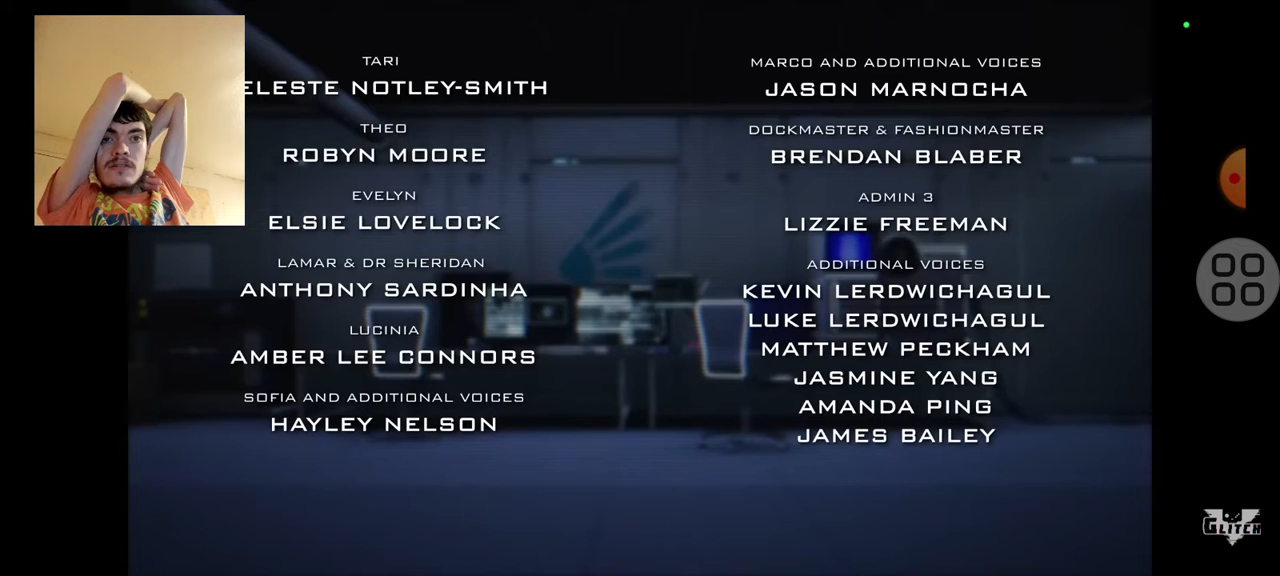 TARI
ELESTE NOTLEY-SMITH
THEO
ROBYN MOORE
EVELYN
ELSIE LOVELOCK
LAMAR & DR SHERIDAN
ANTHONY SARDINHA
LUCINIA
AMBER LEE CONNORS
SOFIA AND ADDITIONAL VOICES
HAYLEY NELSON
MARCO AND ADDITIONAL VOICES
JASON MARNOCHA
DOCKMASTER & FASHIONMASTER
BRENDAN BLABER
ADMIN 3
LIZZIE FREEMAN
ADDITIONAL VOICES
KEVIN LERDWICHAGUL
LUKE LERDWICHAGUL
MATTHEW PECKHAM
JASMINE YANG
AMANDA PING
JAMES BAILEY
GLITCH